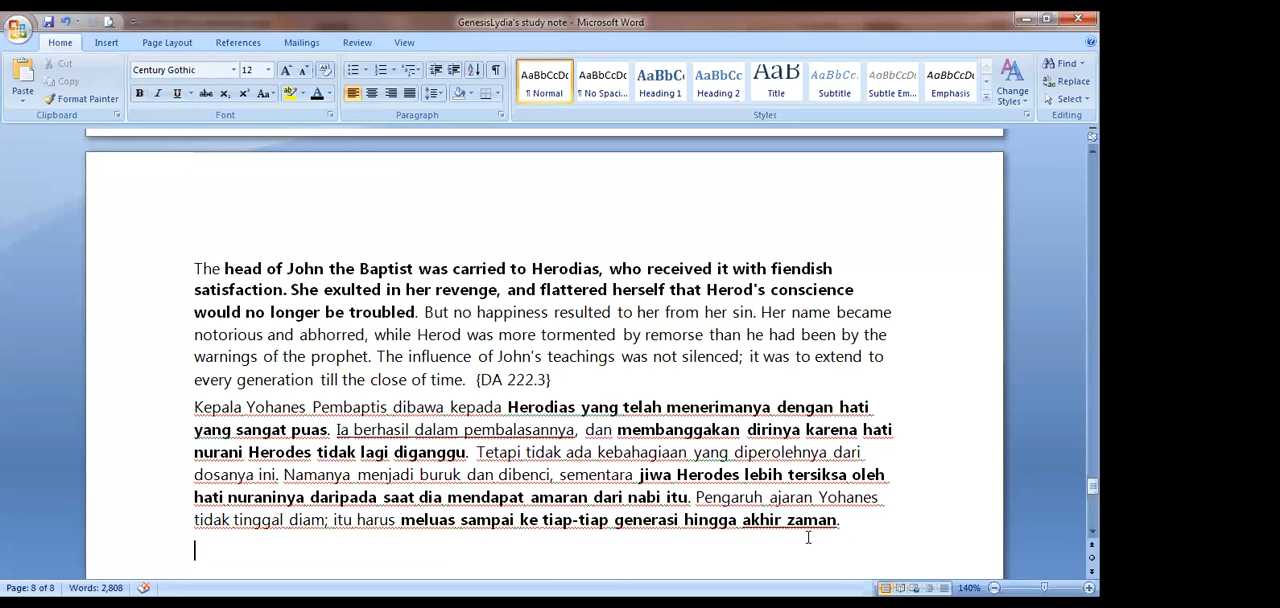 GenesisLydia's study note - Microsoft Word
Home Insert Page Layout References Mailings Review View
Paste
Cut
Copy
Format Painter
Clipboard
Century Gothic 12
Font
Paragraph
AaBbCcDc AaBbCcDc AaBbC( AaBbCc AaB AaBbCc. AaBbCcDc AaBbCcDc
¶ Normal ¶ No Spaci... Heading 1 Heading 2 Title Subtitle Subtle Em... Emphasis
Change Styles
Styles
Find
Replace
Select
Editing
The head of John the Baptist was carried to Herodias, who received it with fiendish
satisfaction. She exulted in her revenge, and flattered herself that Herod's conscience
would no longer be troubled. But no happiness resulted to her from her sin. Her name became
notorious and abhorred, while Herod was more tormented by remorse than he had been by the
warnings of the prophet. The influence of John's teachings was not silenced; it was to extend to
every generation till the close of time. {DA 222.3}
Kepala Yohanes Pembaptis dibawa kepada Herodias yang telah menerimanya dengan hati
yang sangat puas. Ia berhasil dalam pembalasannya, dan membanggakan dirinya karena hati
nurani Herodes tidak lagi diganggu. Tetapi tidak ada kebahagiaan yang diperolehnya dari
dosanya ini. Namanya menjadi buruk dan dibenci, sementara jiwa Herodes lebih tersiksa oleh
hati nuraninya daripada saat dia mendapat amaran dari nabi itu. Pengaruh ajaran Yohanes
tidak tinggal diam; itu harus meluas sampai ke tiap-tiap generasi hingga akhir zaman.
Page: 8 of 8 Words: 2,808 140%